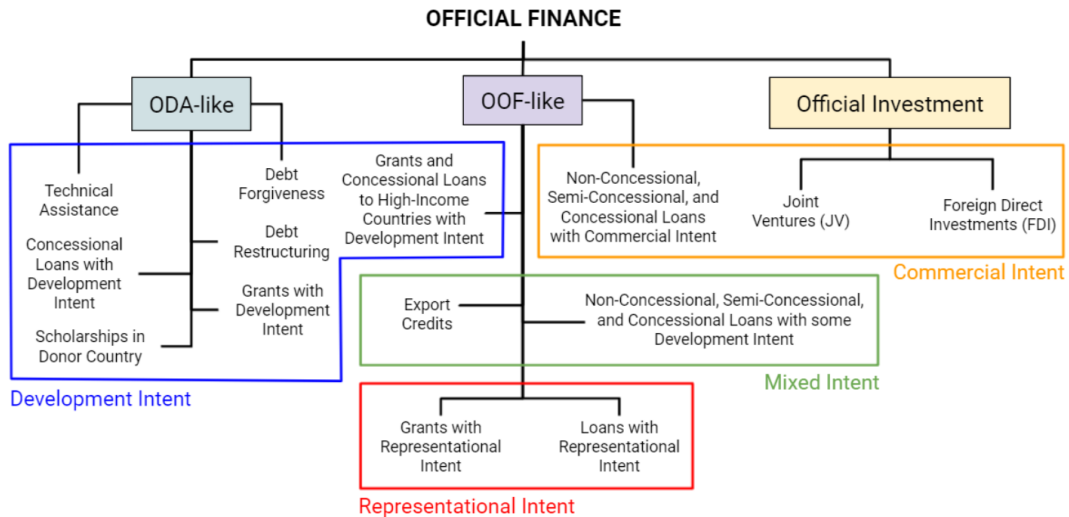 OFFICIAL FINANCE
ODA-like
OOF-like
Official Investment
Technical
Assistance
Concessional
Loans with
Development
Intent
Scholarships in
Donor Country
Debt
Forgiveness
Debt
Restructuring
Grants with
Development
Intent
Grants and
Concessional Loans
to High-Income
Countries with
Development Intent
Non-Concessional,
Semi-Concessional, and
Concessional Loans
with Commercial Intent
Joint
Ventures (JV)
Foreign Direct
Investments (FDI)
Commercial Intent
Export
Credits
Non-Concessional, Semi-Concessional,
and Concessional Loans with some
Development Intent
Mixed Intent
Development Intent
Grants with
Representational
Intent
Loans with
Representational
Intent
Representational Intent